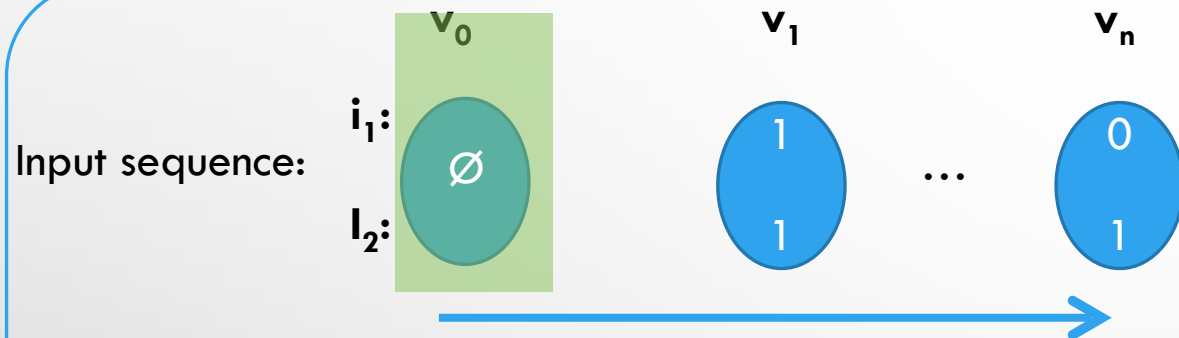 v₀ v₁ vₙ
i₁: 1 0
Input sequence: ∅ ...
I₂: 1 1